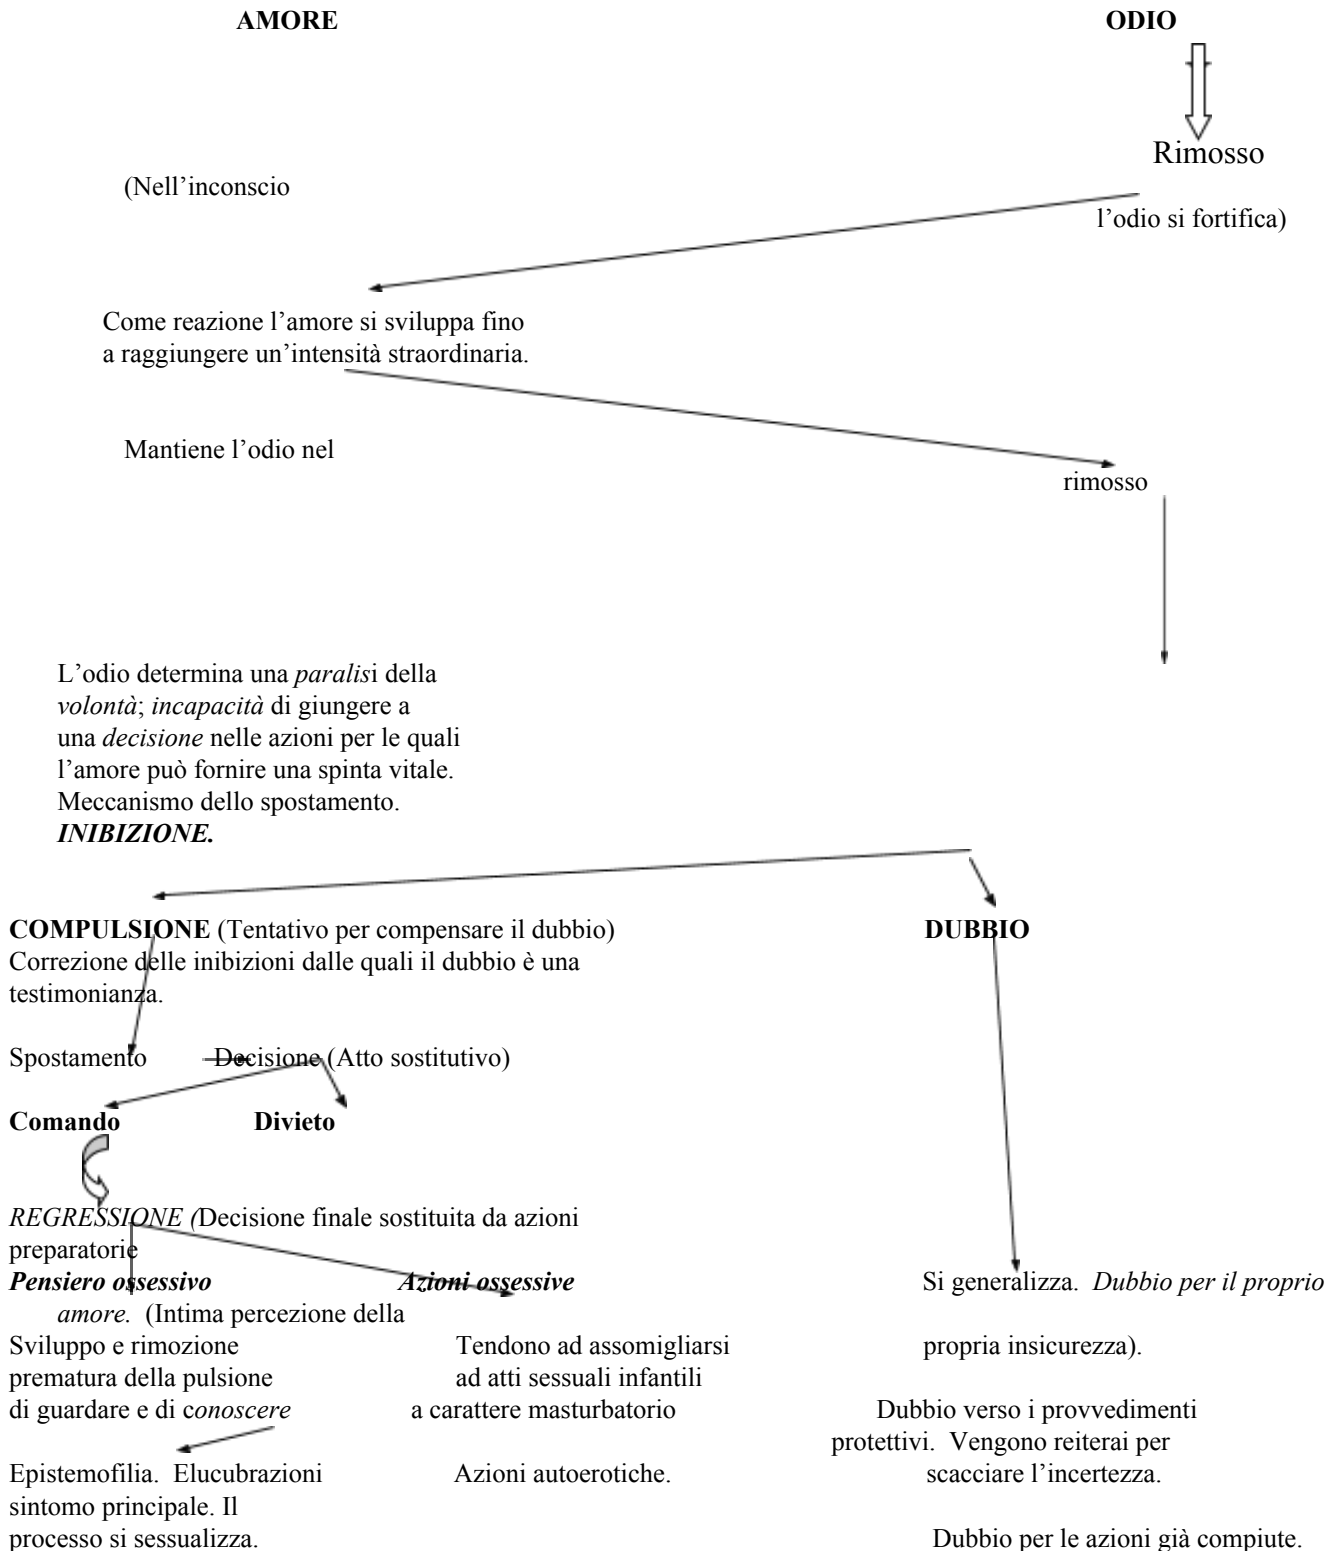 AMORE ODIO
Rimosso
(Nell’inconscio
l’odio si fortifica)
Come reazione l’amore si sviluppa fino
a raggiungere un’intensità straordinaria.
Mantiene l’odio nel
rimosso
L’odio determina una paralisi della
volontà; incapacità di giungere a
una decisione nelle azioni per le quali
l’amore può fornire una spinta vitale.
Meccanismo dello spostamento.
INIBIZIONE.
COMPULSIONE (Tentativo per compensare il dubbio) DUBBIO
Correzione delle inibizioni dalle quali il dubbio è una
testimonianza.
Spostamento Decisione (Atto sostitutivo)
Comando Divieto
REGRESSIONE (Decisione finale sostituita da azioni
preparatorie
Pensiero ossessivo Azioni ossessive Si generalizza. Dubbio per il proprio
amore. (Intima percezione della
Sviluppo e rimozione Tendono ad assomigliarsi propria insicurezza).
prematura della pulsione ad atti sessuali infantili
di guardare e di conoscere a carattere masturbatorio Dubbio verso i provvedimenti
protettivi. Vengono reiterai per
Epistemofilia. Elucubrazioni Azioni autoerotiche. scacciare l’incertezza.
sintomo principale. Il
processo si sessualizza. Dubbio per le azioni già compiute.